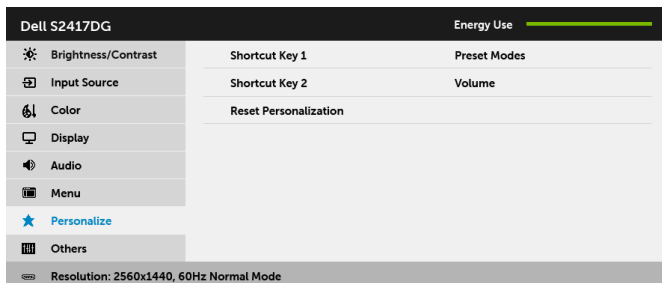 Dell S2417DG Energy Use
Brightness/Contrast Shortcut Key 1 Preset Modes
Input Source Shortcut Key 2 Volume
Color Reset Personalization
Display
Audio
Menu
Personalize
Others
Resolution: 2560x1440, 60Hz Normal Mode